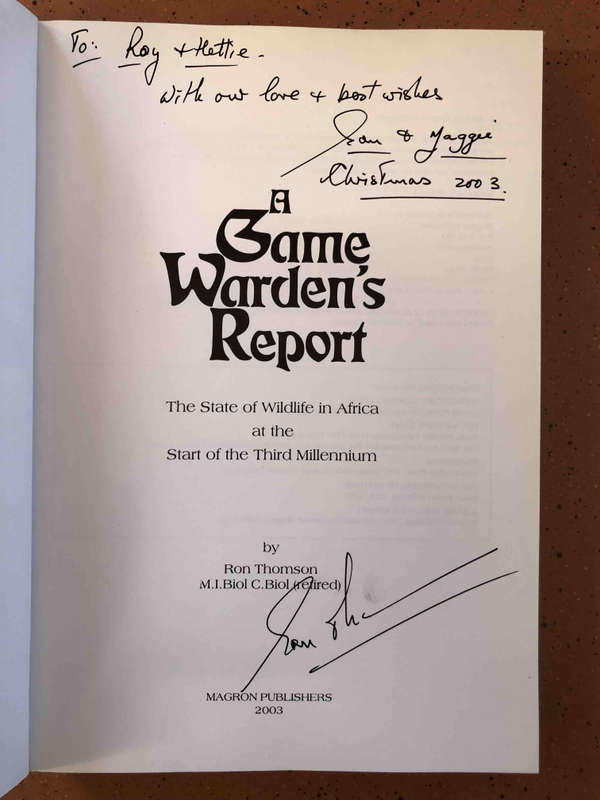 To: Roy & Hettie -
With our love & best wishes
Ron & Maggie
Christmas 2003.
A
Game
Warden's
Report
The State of Wildlife in Africa
at the
Start of the Third Millennium
by
Ron Thomson
M.I.Biol C.Biol (retired)
MAGRON PUBLISHERS
2003